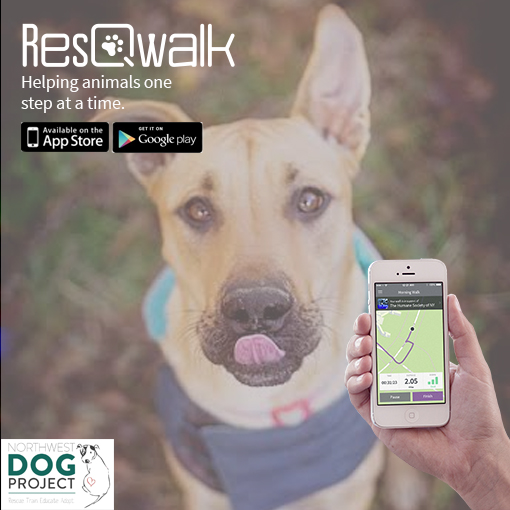 ResQwalk
Helping animals one
step at a time.
Available on the
App Store
GET IT ON
Google play
Morning Walk
The Humane Society of NY
00:31:23
2.05
Pause
Finish
NORTHWEST
DOG
PROJECT
Rescue Train Educate Adopt